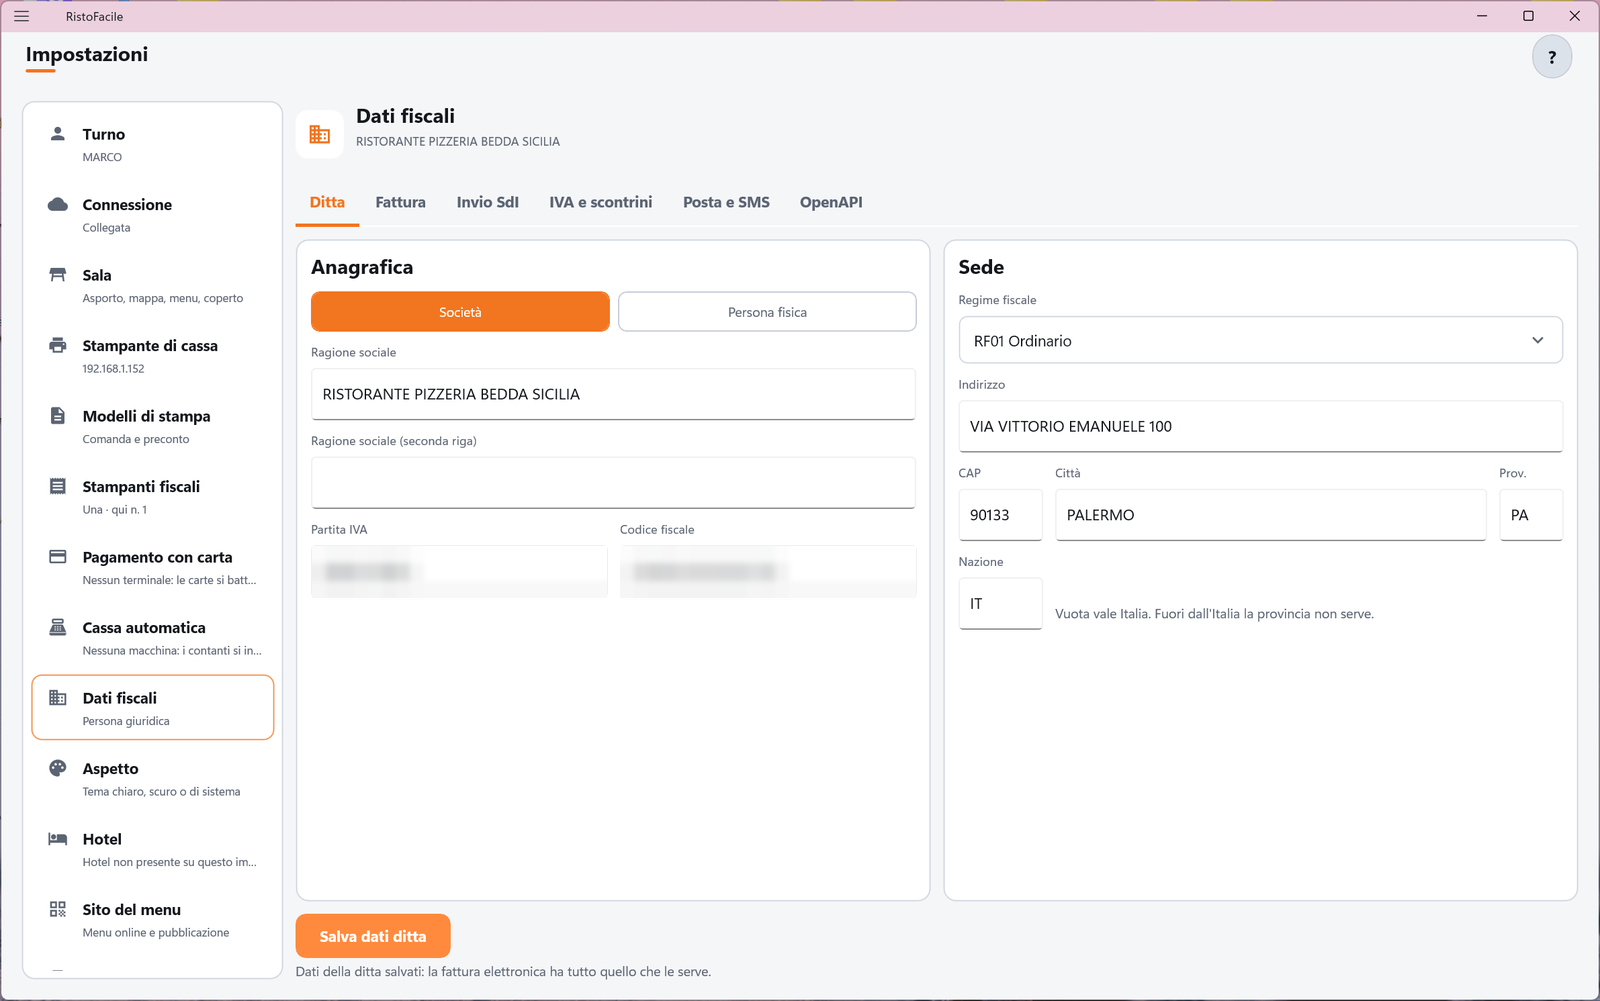 RistoFacile
Impostazioni
?
Turno
MARCO
Connessione
Collegata
Sala
Asporto, mappa, menu, coperto
Stampante di cassa
192.168.1.152
Modelli di stampa
Comanda e preconto
Stampanti fiscali
Una · qui n. 1
Pagamento con carta
Nessun terminale: le carte si batt...
Cassa automatica
Nessuna macchina: i contanti si in...
Dati fiscali
Persona giuridica
Aspetto
Tema chiaro, scuro o di sistema
Hotel
Hotel non presente su questo im...
Sito del menu
Menu online e pubblicazione
Dati fiscali
RISTORANTE PIZZERIA BEDDA SICILIA
Ditta Fattura Invio SdI IVA e scontrini Posta e SMS OpenAPI
Anagrafica
Società Persona fisica
Ragione sociale
RISTORANTE PIZZERIA BEDDA SICILIA
Ragione sociale (seconda riga)
Partita IVA Codice fiscale
Sede
Regime fiscale
RF01 Ordinario
Indirizzo
VIA VITTORIO EMANUELE 100
CAP Città Prov.
90133 PALERMO PA
Nazione
IT
Vuota vale Italia. Fuori dall'Italia la provincia non serve.
Salva dati ditta
Dati della ditta salvati: la fattura elettronica ha tutto quello che le serve.